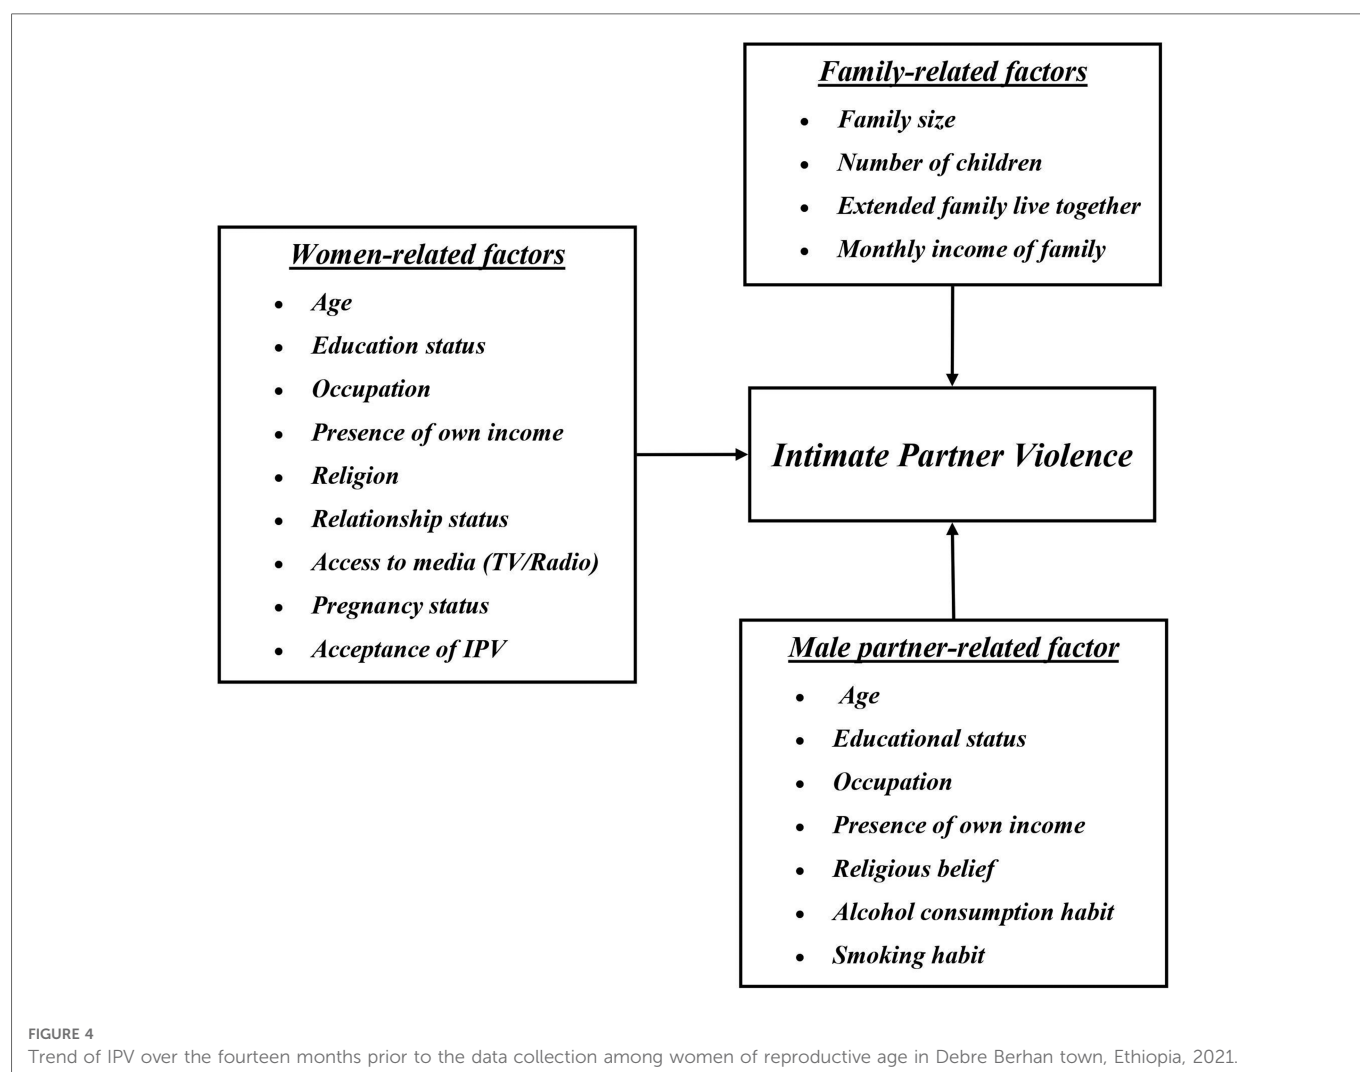 Family-related factors
• Family size
• Number of children
• Extended family live together
• Monthly income of family
Women-related factors
• Age
• Education status
• Occupation
• Presence of own income
• Religion
• Relationship status
• Access to media (TV/Radio)
• Pregnancy status
• Acceptance of IPV
Intimate Partner Violence
Male partner-related factor
• Age
• Educational status
• Occupation
• Presence of own income
• Religious belief
• Alcohol consumption habit
• Smoking habit
FIGURE 4
Trend of IPV over the fourteen months prior to the data collection among women of reproductive age in Debre Berhan town, Ethiopia, 2021.